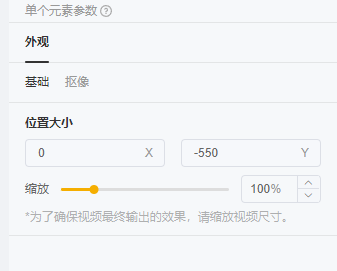 单个元素参数 ?
外观
基础 抠像
位置大小
0 X -550 Y
缩放 100%
*为了确保视频最终输出的效果，请缩放视频尺寸。